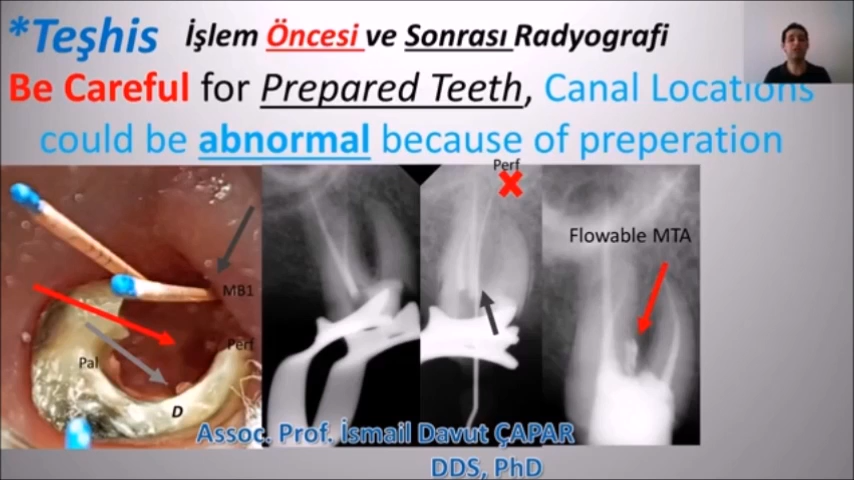 *Teşhis İşlem Öncesi ve Sonrası Radyografi
Be Careful for Prepared Teeth, Canal Locations
could be abnormal because of preperation
Perf
Flowable MTA
MB1
Perf
Pal
D
Assoc. Prof. İsmail Davut ÇAPAR
DDS, PhD